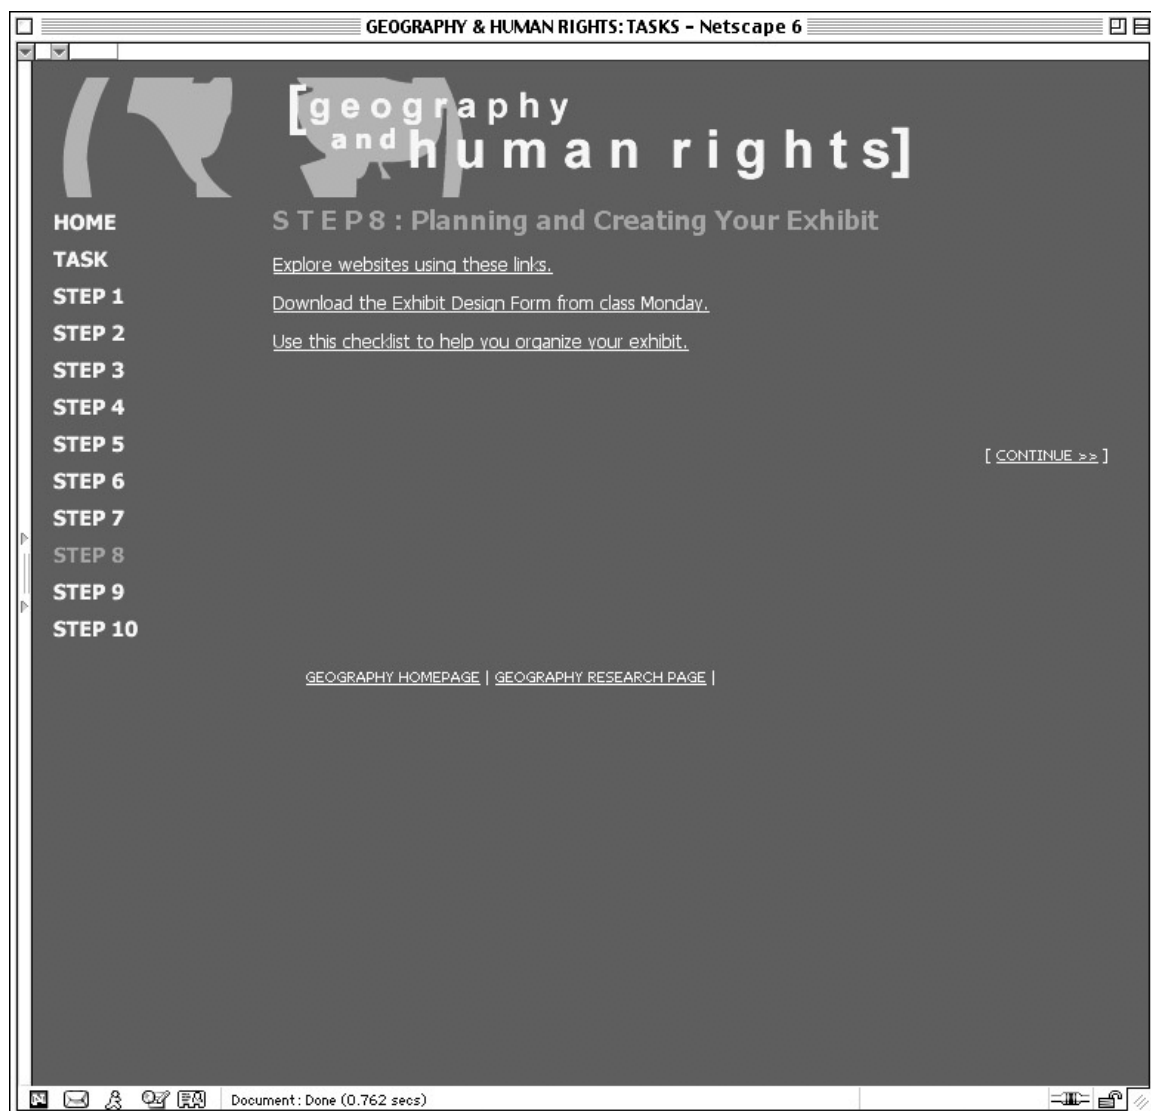 GEOGRAPHY & HUMAN RIGHTS: TASKS – Netscape 6
[geography
and human rights]
HOME
TASK
STEP 1
STEP 2
STEP 3
STEP 4
STEP 5
STEP 6
STEP 7
STEP 8
STEP 9
STEP 10
STEP 8 : Planning and Creating Your Exhibit
Explore websites using these links.
Download the Exhibit Design Form from class Monday.
Use this checklist to help you organize your exhibit.
[ CONTINUE >> ]
GEOGRAPHY HOMEPAGE | GEOGRAPHY RESEARCH PAGE |
Document: Done (0.762 secs)